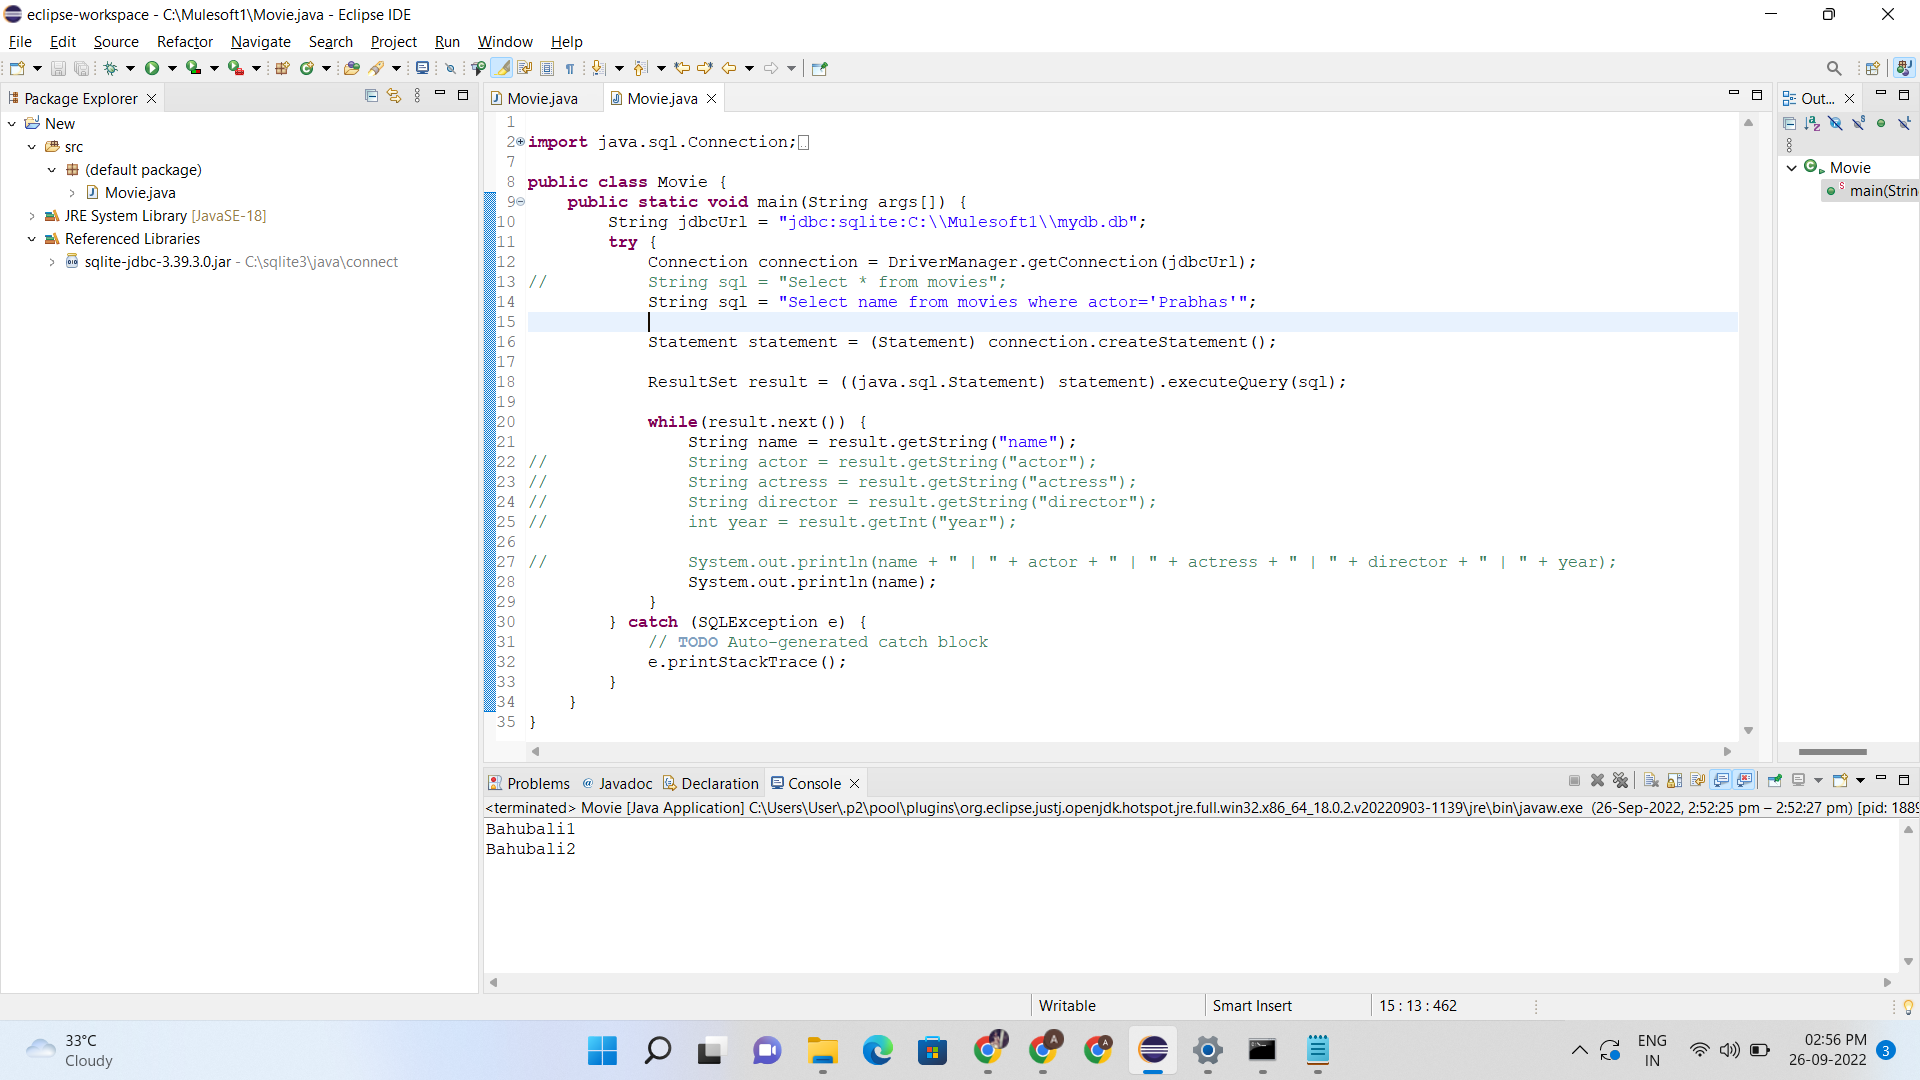 eclipse-workspace - C:\Mulesoft1\Movie.java - Eclipse IDE
File Edit Source Refactor Navigate Search Project Run Window Help
Package Explorer
New
src
(default package)
Movie.java
JRE System Library [JavaSE-18]
Referenced Libraries
sqlite-jdbc-3.39.3.0.jar - C:\sqlite3\java\connect
Movie.java Movie.java
1
2 import java.sql.Connection;
7
8 public class Movie {
9 public static void main(String args[]) {
10 String jdbcUrl = "jdbc:sqlite:C:\\Mulesoft1\\mydb.db";
11 try {
12 Connection connection = DriverManager.getConnection(jdbcUrl);
13 // String sql = "Select * from movies";
14 String sql = "Select name from movies where actor='Prabhas'";
15
16 Statement statement = (Statement) connection.createStatement();
17
18 ResultSet result = ((java.sql.Statement) statement).executeQuery(sql);
19
20 while(result.next()) {
21 String name = result.getString("name");
22 // String actor = result.getString("actor");
23 // String actress = result.getString("actress");
24 // String director = result.getString("director");
25 // int year = result.getInt("year");
26
27 // System.out.println(name + " | " + actor + " | " + actress + " | " + director + " | " + year);
28 System.out.println(name);
29 }
30 } catch (SQLException e) {
31 // TODO Auto-generated catch block
32 e.printStackTrace();
33 }
34 }
35 }
Out...
Movie
main(Strin
Problems Javadoc Declaration Console
<terminated> Movie [Java Application] C:\Users\User\.p2\pool\plugins\org.eclipse.justj.openjdk.hotspot.jre.full.win32.x86_64_18.0.2.v20220903-1139\jre\bin\javaw.exe (26-Sep-2022, 2:52:25 pm – 2:52:27 pm) [pid: 1889
Bahubali1
Bahubali2
Writable Smart Insert 15 : 13 : 462
33°C
Cloudy
ENG
IN
02:56 PM
26-09-2022
3